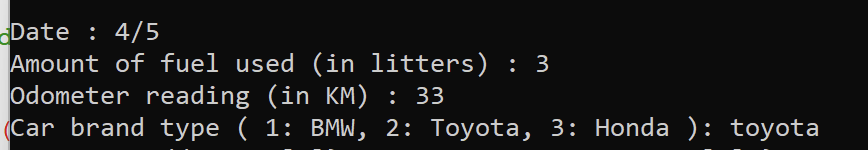 Date : 4/5
Amount of fuel used (in litters) : 3
Odometer reading (in KM) : 33
Car brand type ( 1: BMW, 2: Toyota, 3: Honda ): toyota